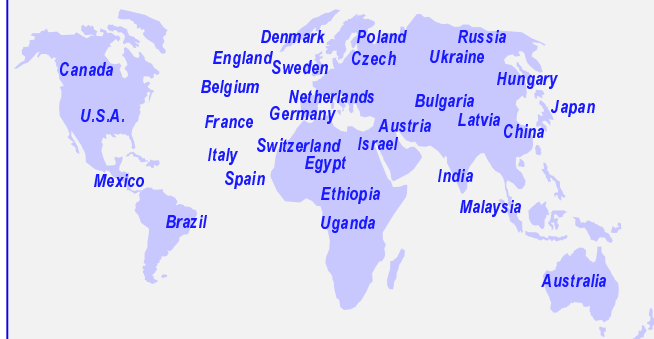 Denmark Poland Russia
England Czech Ukraine
Canada Sweden
Hungary
Belgium
Netherlands Bulgaria Japan
U.S.A. France Germany Austria Latvia China
Italy Switzerland Israel
Egypt
Mexico Spain India
Ethiopia Malaysia
Brazil Uganda
Australia